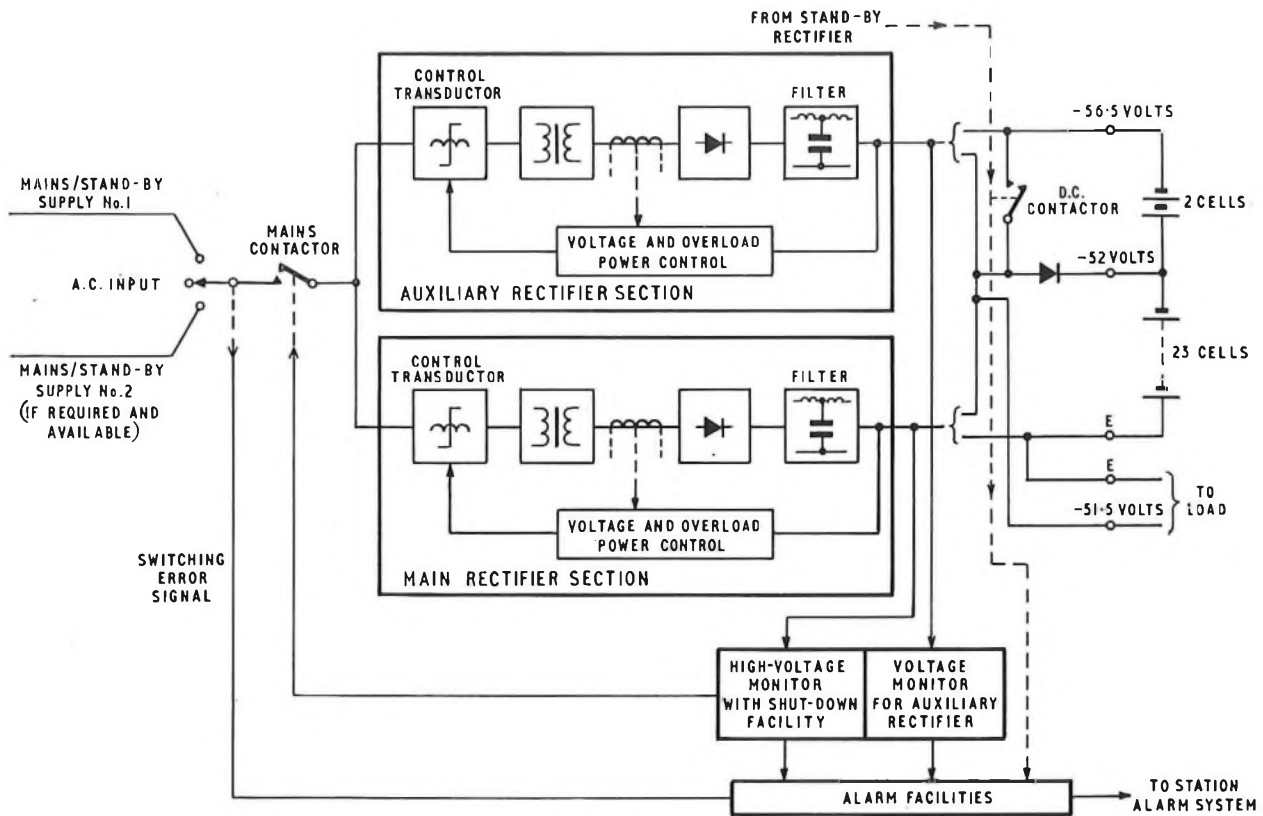 FROM STAND-BY
RECTIFIER
CONTROL
TRANSDUCTOR
FILTER
-56·5 VOLTS
MAINS/STAND-BY
SUPPLY No.1
MAINS
CONTACTOR
VOLTAGE AND OVERLOAD
POWER CONTROL
D.C.
CONTACTOR
2 CELLS
A.C. INPUT
AUXILIARY RECTIFIER SECTION
-52 VOLTS
MAINS/STAND-BY
SUPPLY No.2
(IF REQUIRED AND
AVAILABLE)
CONTROL
TRANSDUCTOR
FILTER
23 CELLS
E
E
TO
LOAD
-51·5 VOLTS
VOLTAGE AND OVERLOAD
POWER CONTROL
MAIN RECTIFIER SECTION
SWITCHING
ERROR
SIGNAL
HIGH-VOLTAGE
MONITOR
WITH SHUT-DOWN
FACILITY
VOLTAGE
MONITOR
FOR AUXILIARY
RECTIFIER
ALARM FACILITIES
TO STATION
ALARM SYSTEM